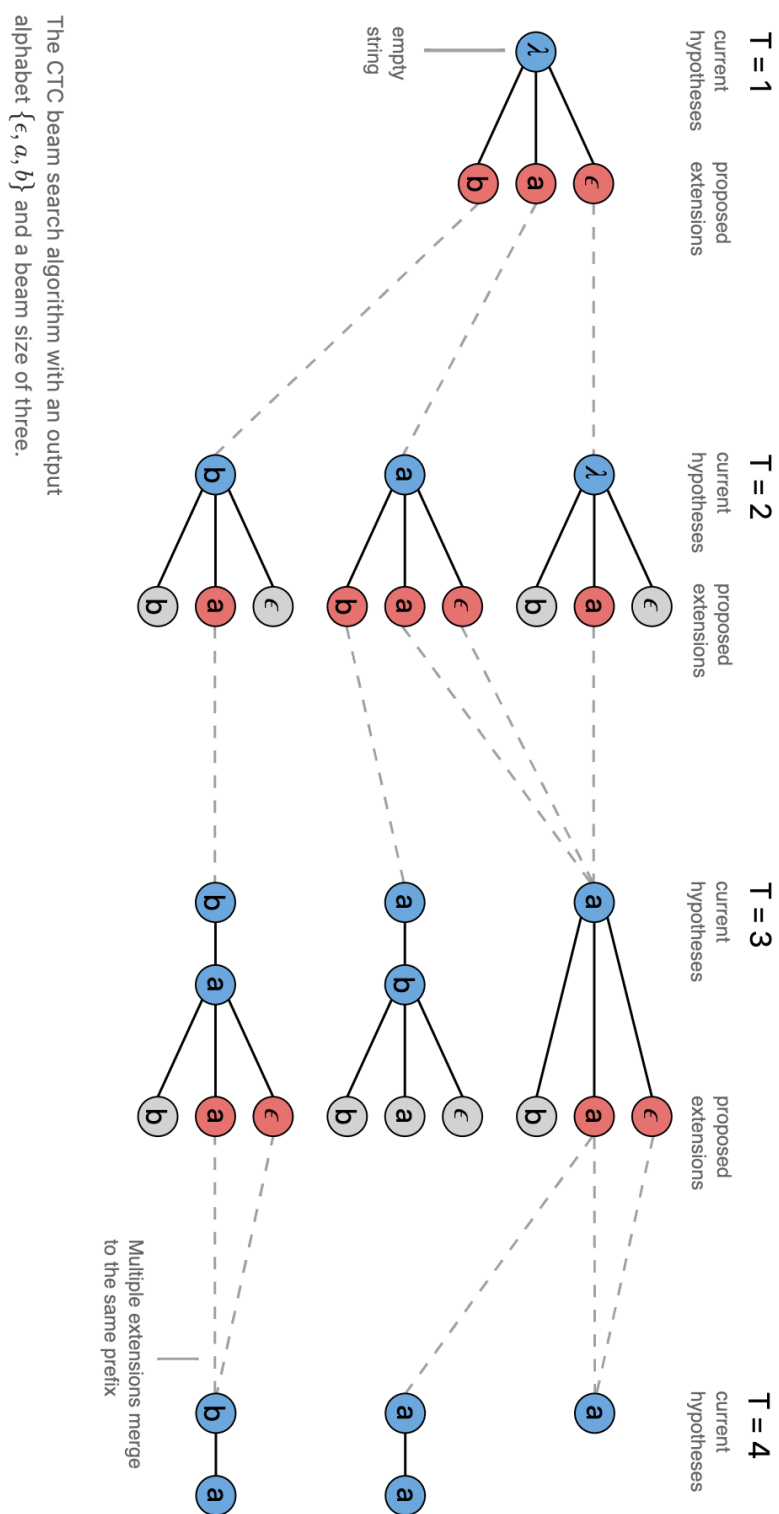 T = 1 T = 2 T = 3 T = 4
current proposed current proposed current proposed current
hypotheses extensions hypotheses extensions hypotheses extensions hypotheses
ϵ ϵ
ϵ λ a a a a
λ a b b
b ϵ ϵ
a a a b a a a
empty
string
b b
ϵ ϵ
b a b a a b a
b b
Multiple extensions merge
to the same prefix
The CTC beam search algorithm with an output
alphabet {ϵ, a, b} and a beam size of three.